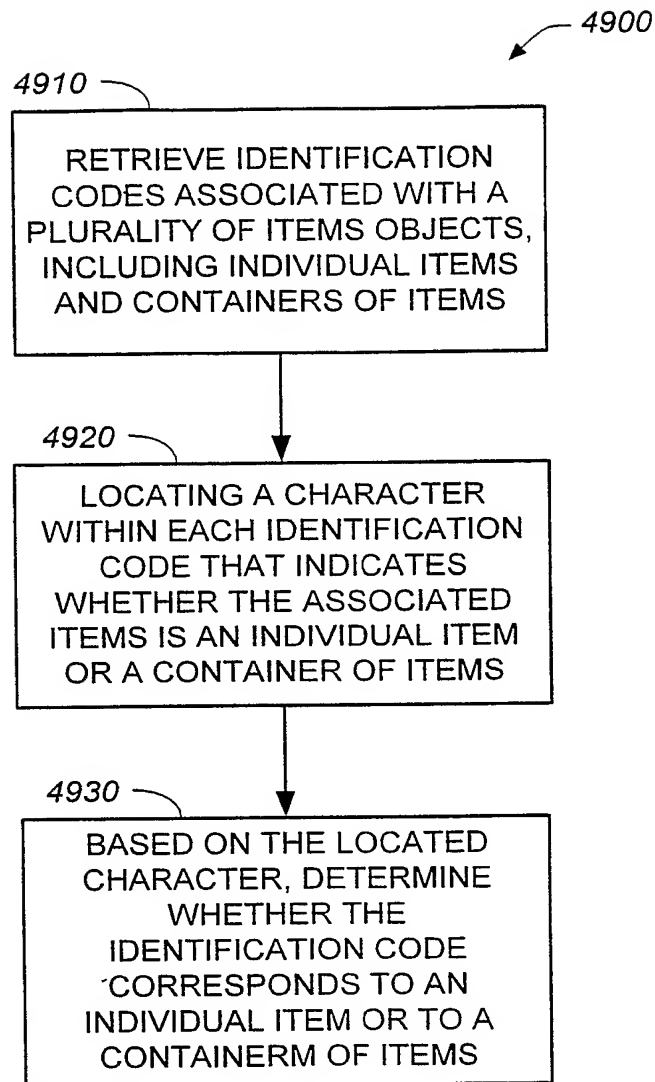 4900
4910
RETRIEVE IDENTIFICATION
CODES ASSOCIATED WITH A
PLURALITY OF ITEMS OBJECTS,
INCLUDING INDIVIDUAL ITEMS
AND CONTAINERS OF ITEMS
4920
LOCATING A CHARACTER
WITHIN EACH IDENTIFICATION
CODE THAT INDICATES
WHETHER THE ASSOCIATED
ITEMS IS AN INDIVIDUAL ITEM
OR A CONTAINER OF ITEMS
4930
BASED ON THE LOCATED
CHARACTER, DETERMINE
WHETHER THE
IDENTIFICATION CODE
CORRESPONDS TO AN
INDIVIDUAL ITEM OR TO A
CONTAINERM OF ITEMS